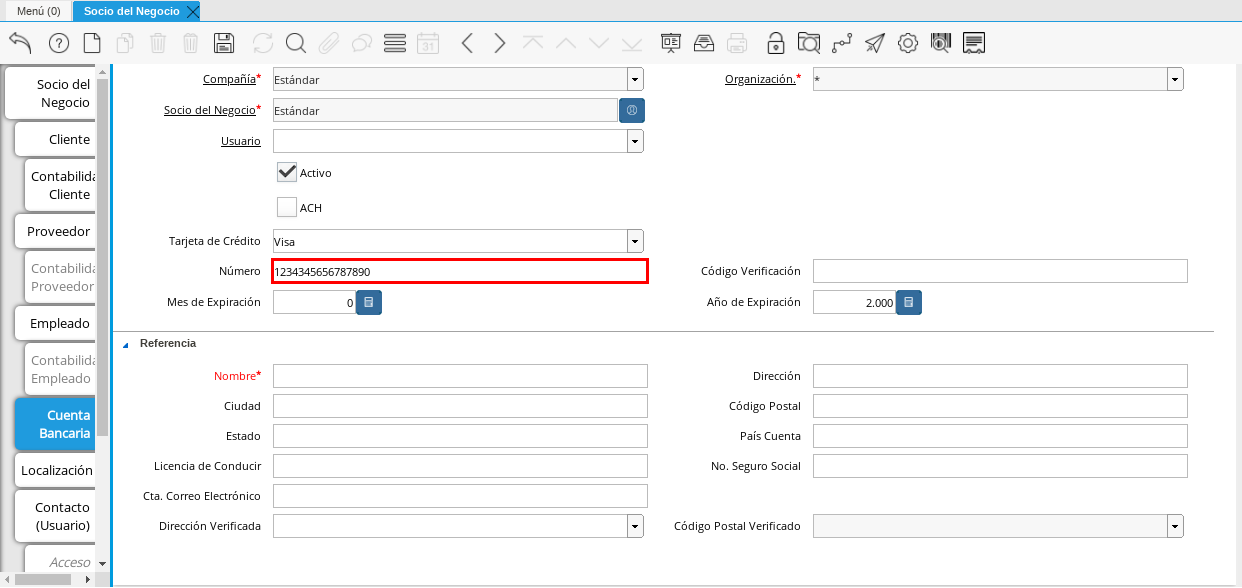 Menú (0)
Socio del Negocio
31
Socio del
Negocio
Cliente
Contabilida
Cliente
Proveedor
Contabilida
Proveedor
Empleado
Contabilida
Empleado
Cuenta
Bancaria
Localización
Contacto
(Usuario)
Acceso
Compañía* Estándar Organización.* *
Socio del Negocio* Estándar
Usuario
Activo
ACH
Tarjeta de Crédito Visa
Número 1234345656787890 Código Verificación
Mes de Expiración 0 Año de Expiración 2.000
Referencia
Nombre* Dirección
Ciudad Código Postal
Estado País Cuenta
Licencia de Conducir No. Seguro Social
Cta. Correo Electrónico
Dirección Verificada Código Postal Verificado